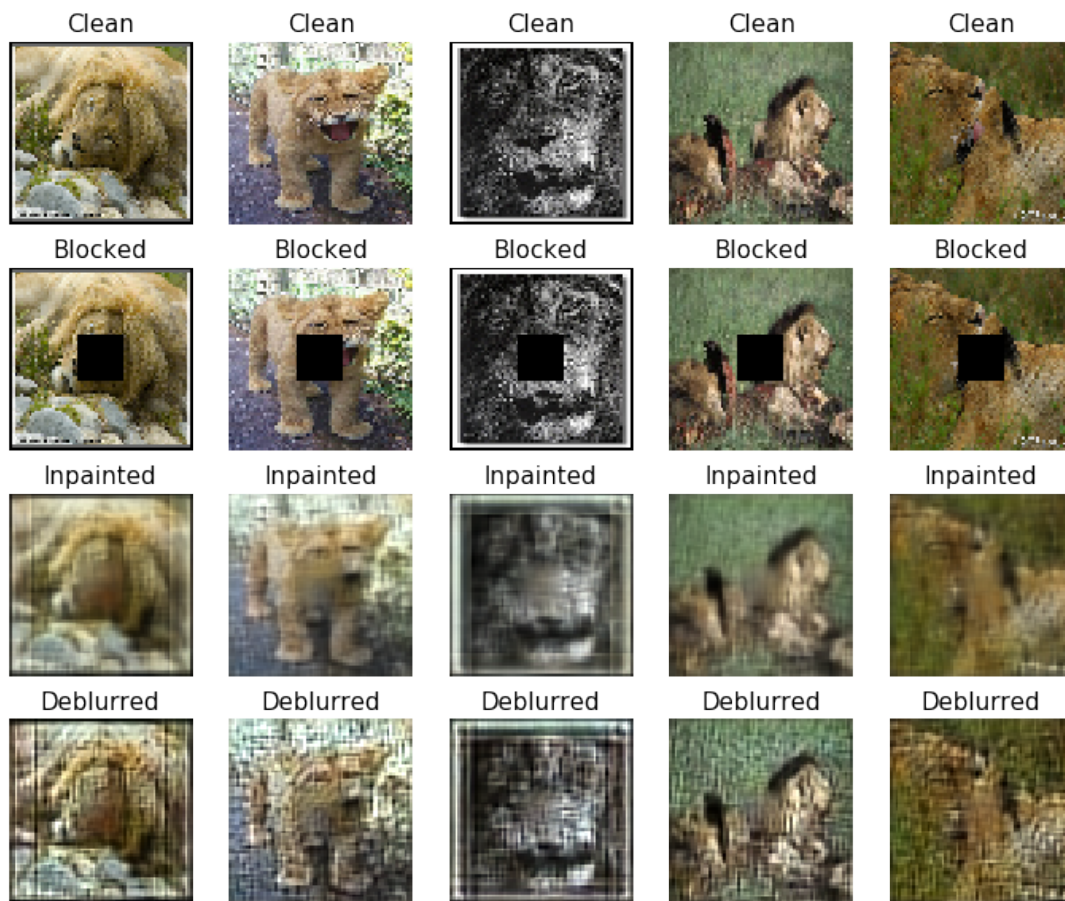 Clean Clean Clean Clean Clean
Blocked Blocked Blocked Blocked Blocked
Inpainted Inpainted Inpainted Inpainted Inpainted
Deblurred Deblurred Deblurred Deblurred Deblurred